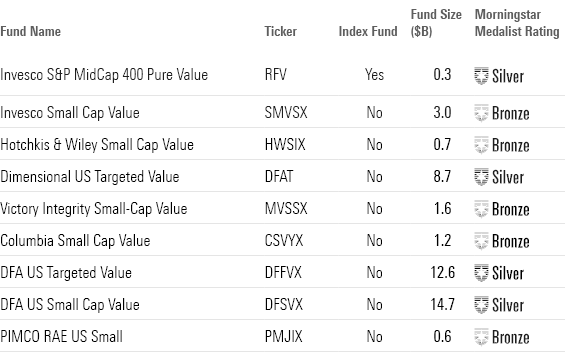 Fund Name Ticker Index Fund Fund Size ($B) Morningstar Medalist Rating
Invesco S&P MidCap 400 Pure Value RFV Yes 0.3 Silver
Invesco Small Cap Value SMVSX No 3.0 Bronze
Hotchkis & Wiley Small Cap Value HWSIX No 0.7 Bronze
Dimensional US Targeted Value DFAT No 8.7 Silver
Victory Integrity Small-Cap Value MVSSX No 1.6 Bronze
Columbia Small Cap Value CSVYX No 1.2 Bronze
DFA US Targeted Value DFFVX No 12.6 Silver
DFA US Small Cap Value DFSVX No 14.7 Silver
PIMCO RAE US Small PMJIX No 0.6 Bronze